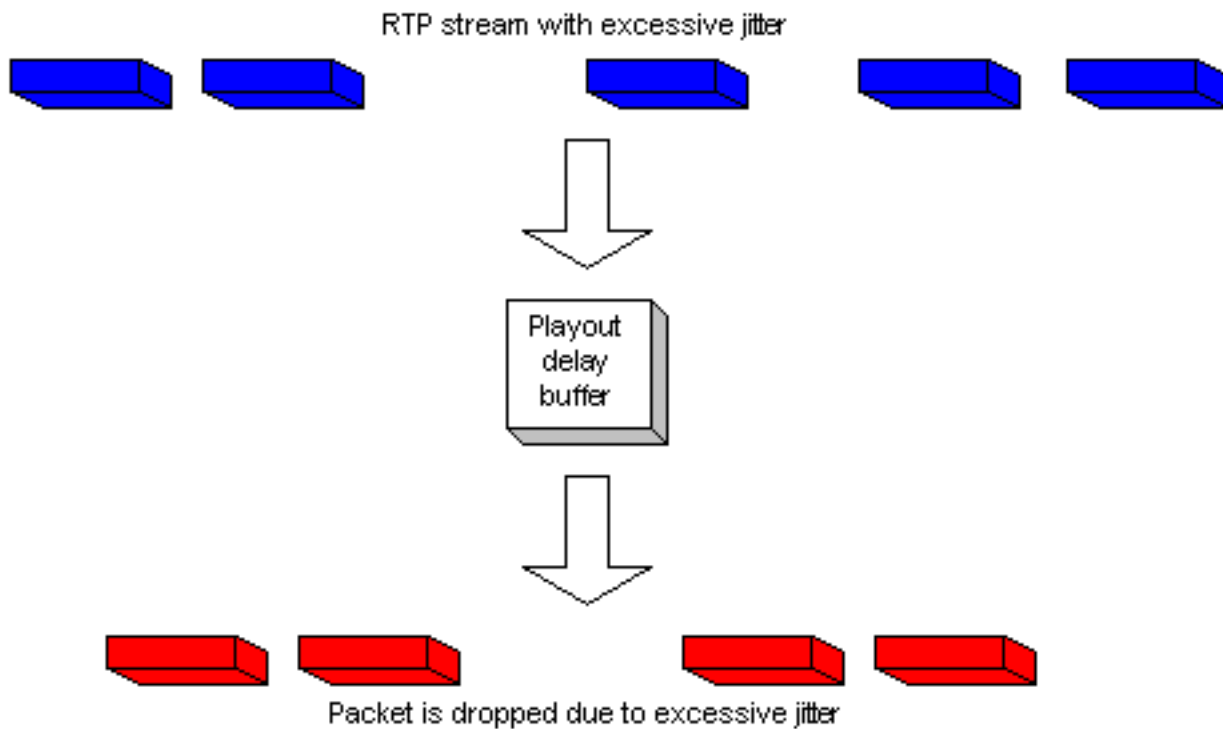 RTP stream with excessive jitter
Playout
delay
buffer
Packet is dropped due to excessive jitter